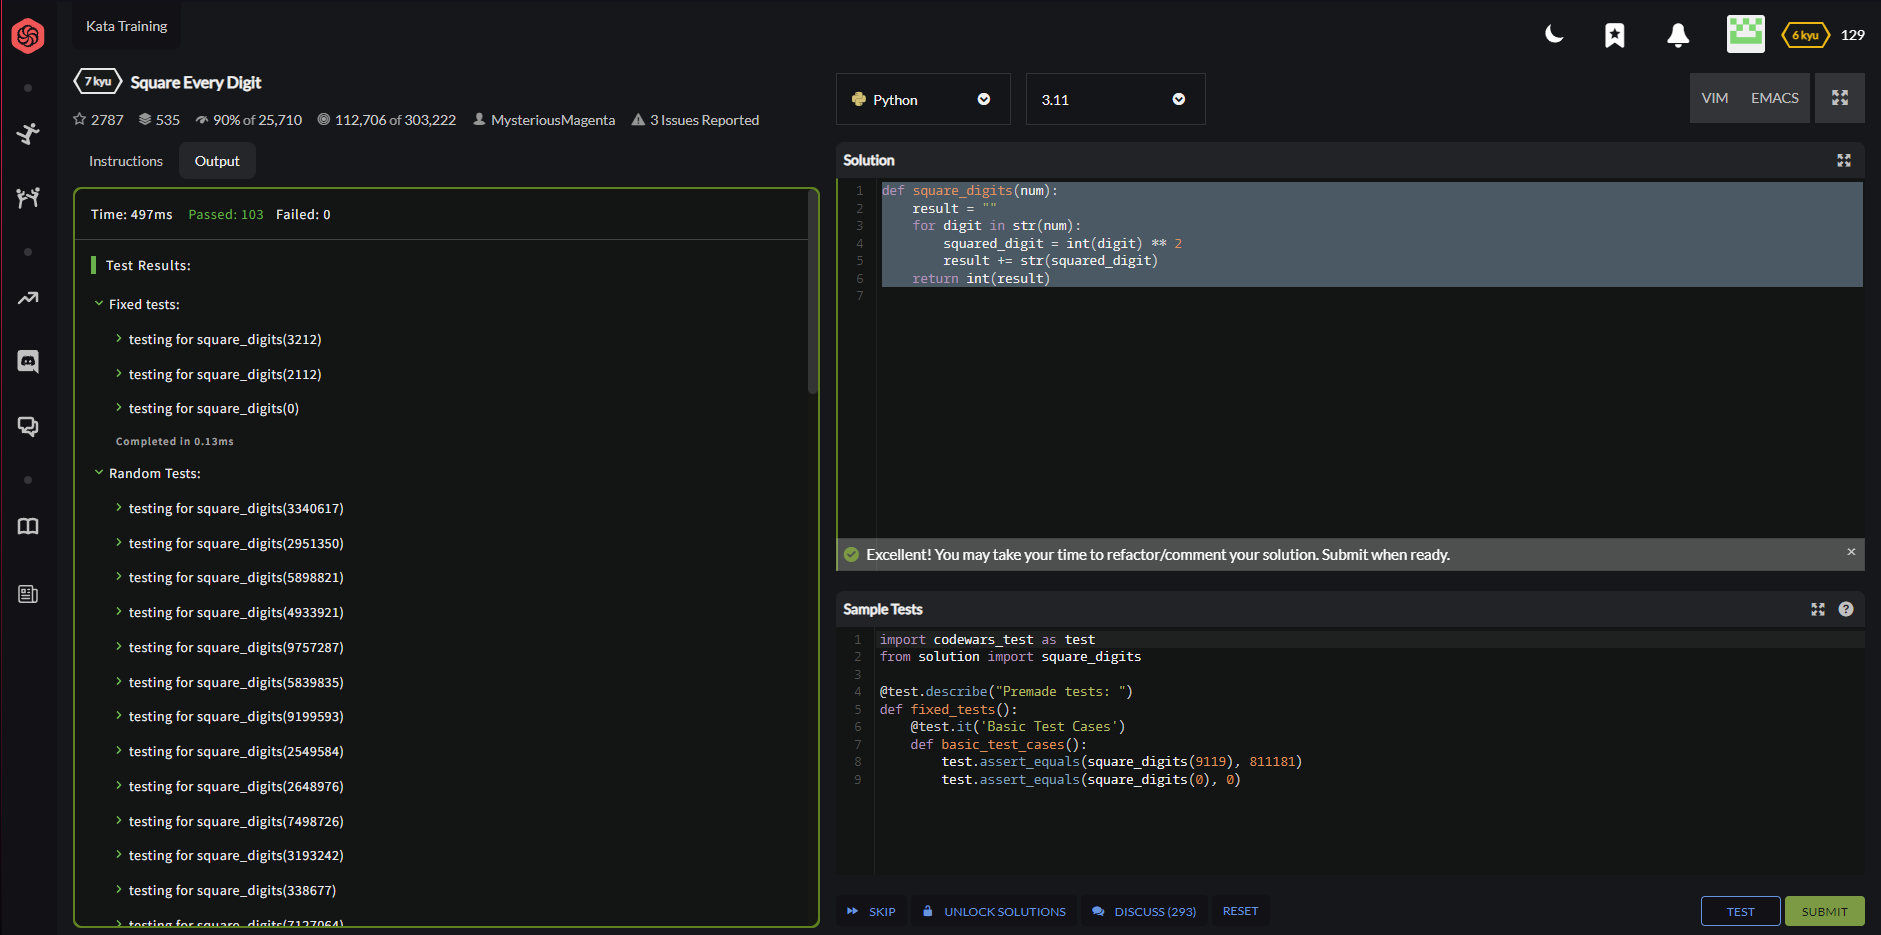 Kata Training
6 kyu 129
7 kyu Square Every Digit
2787 535 90% of 25,710 112,706 of 303,222 MysteriousMagenta 3 Issues Reported
Instructions Output
Time: 497ms Passed: 103 Failed: 0
Test Results:
Fixed tests:
testing for square_digits(3212)
testing for square_digits(2112)
testing for square_digits(0)
Completed in 0.13ms
Random Tests:
testing for square_digits(3340617)
testing for square_digits(2951350)
testing for square_digits(5898821)
testing for square_digits(4933921)
testing for square_digits(9757287)
testing for square_digits(5839835)
testing for square_digits(9199593)
testing for square_digits(2549584)
testing for square_digits(2648976)
testing for square_digits(7498726)
testing for square_digits(3193242)
testing for square_digits(338677)
testing for square_digits(7127064)
Python 3.11 VIM EMACS
Solution
1 def square_digits(num):
2 result = ""
3 for digit in str(num):
4 squared_digit = int(digit) ** 2
5 result += str(squared_digit)
6 return int(result)
7
Excellent! You may take your time to refactor/comment your solution. Submit when ready. ×
Sample Tests
1 import codewars_test as test
2 from solution import square_digits
3
4 @test.describe("Premade tests: ")
5 def fixed_tests():
6 @test.it('Basic Test Cases')
7 def basic_test_cases():
8 test.assert_equals(square_digits(9119), 811181)
9 test.assert_equals(square_digits(0), 0)
SKIP UNLOCK SOLUTIONS DISCUSS (293) RESET TEST SUBMIT